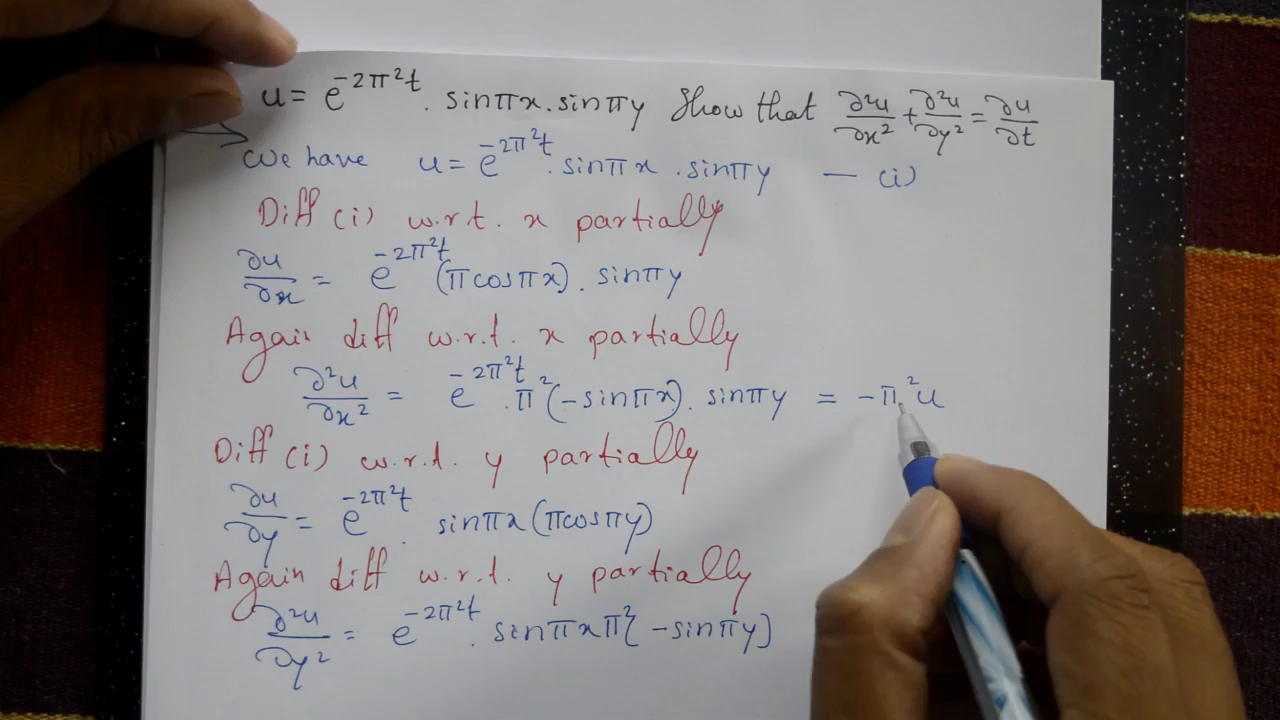 u = e^{-2π²t} . sinπx . sinπy Show that ∂²u/∂x² + ∂²u/∂y² = ∂u/∂t
We have u = e^{-2π²t} . sinπx . sinπy — (i)
Diff (i) w.r.t. x partially
∂u/∂x = e^{-2π²t} (πcosπx) . sinπy
Again diff w.r.t. x partially
∂²u/∂x² = e^{-2π²t} . π² (-sinπx) . sinπy = -π²u
Diff (i) w.r.t. y partially
∂u/∂y = e^{-2π²t} . sinπx (πcosπy)
Again diff w.r.t. y partially
∂²u/∂y² = e^{-2π²t} . sinπx π² { -sinπy }